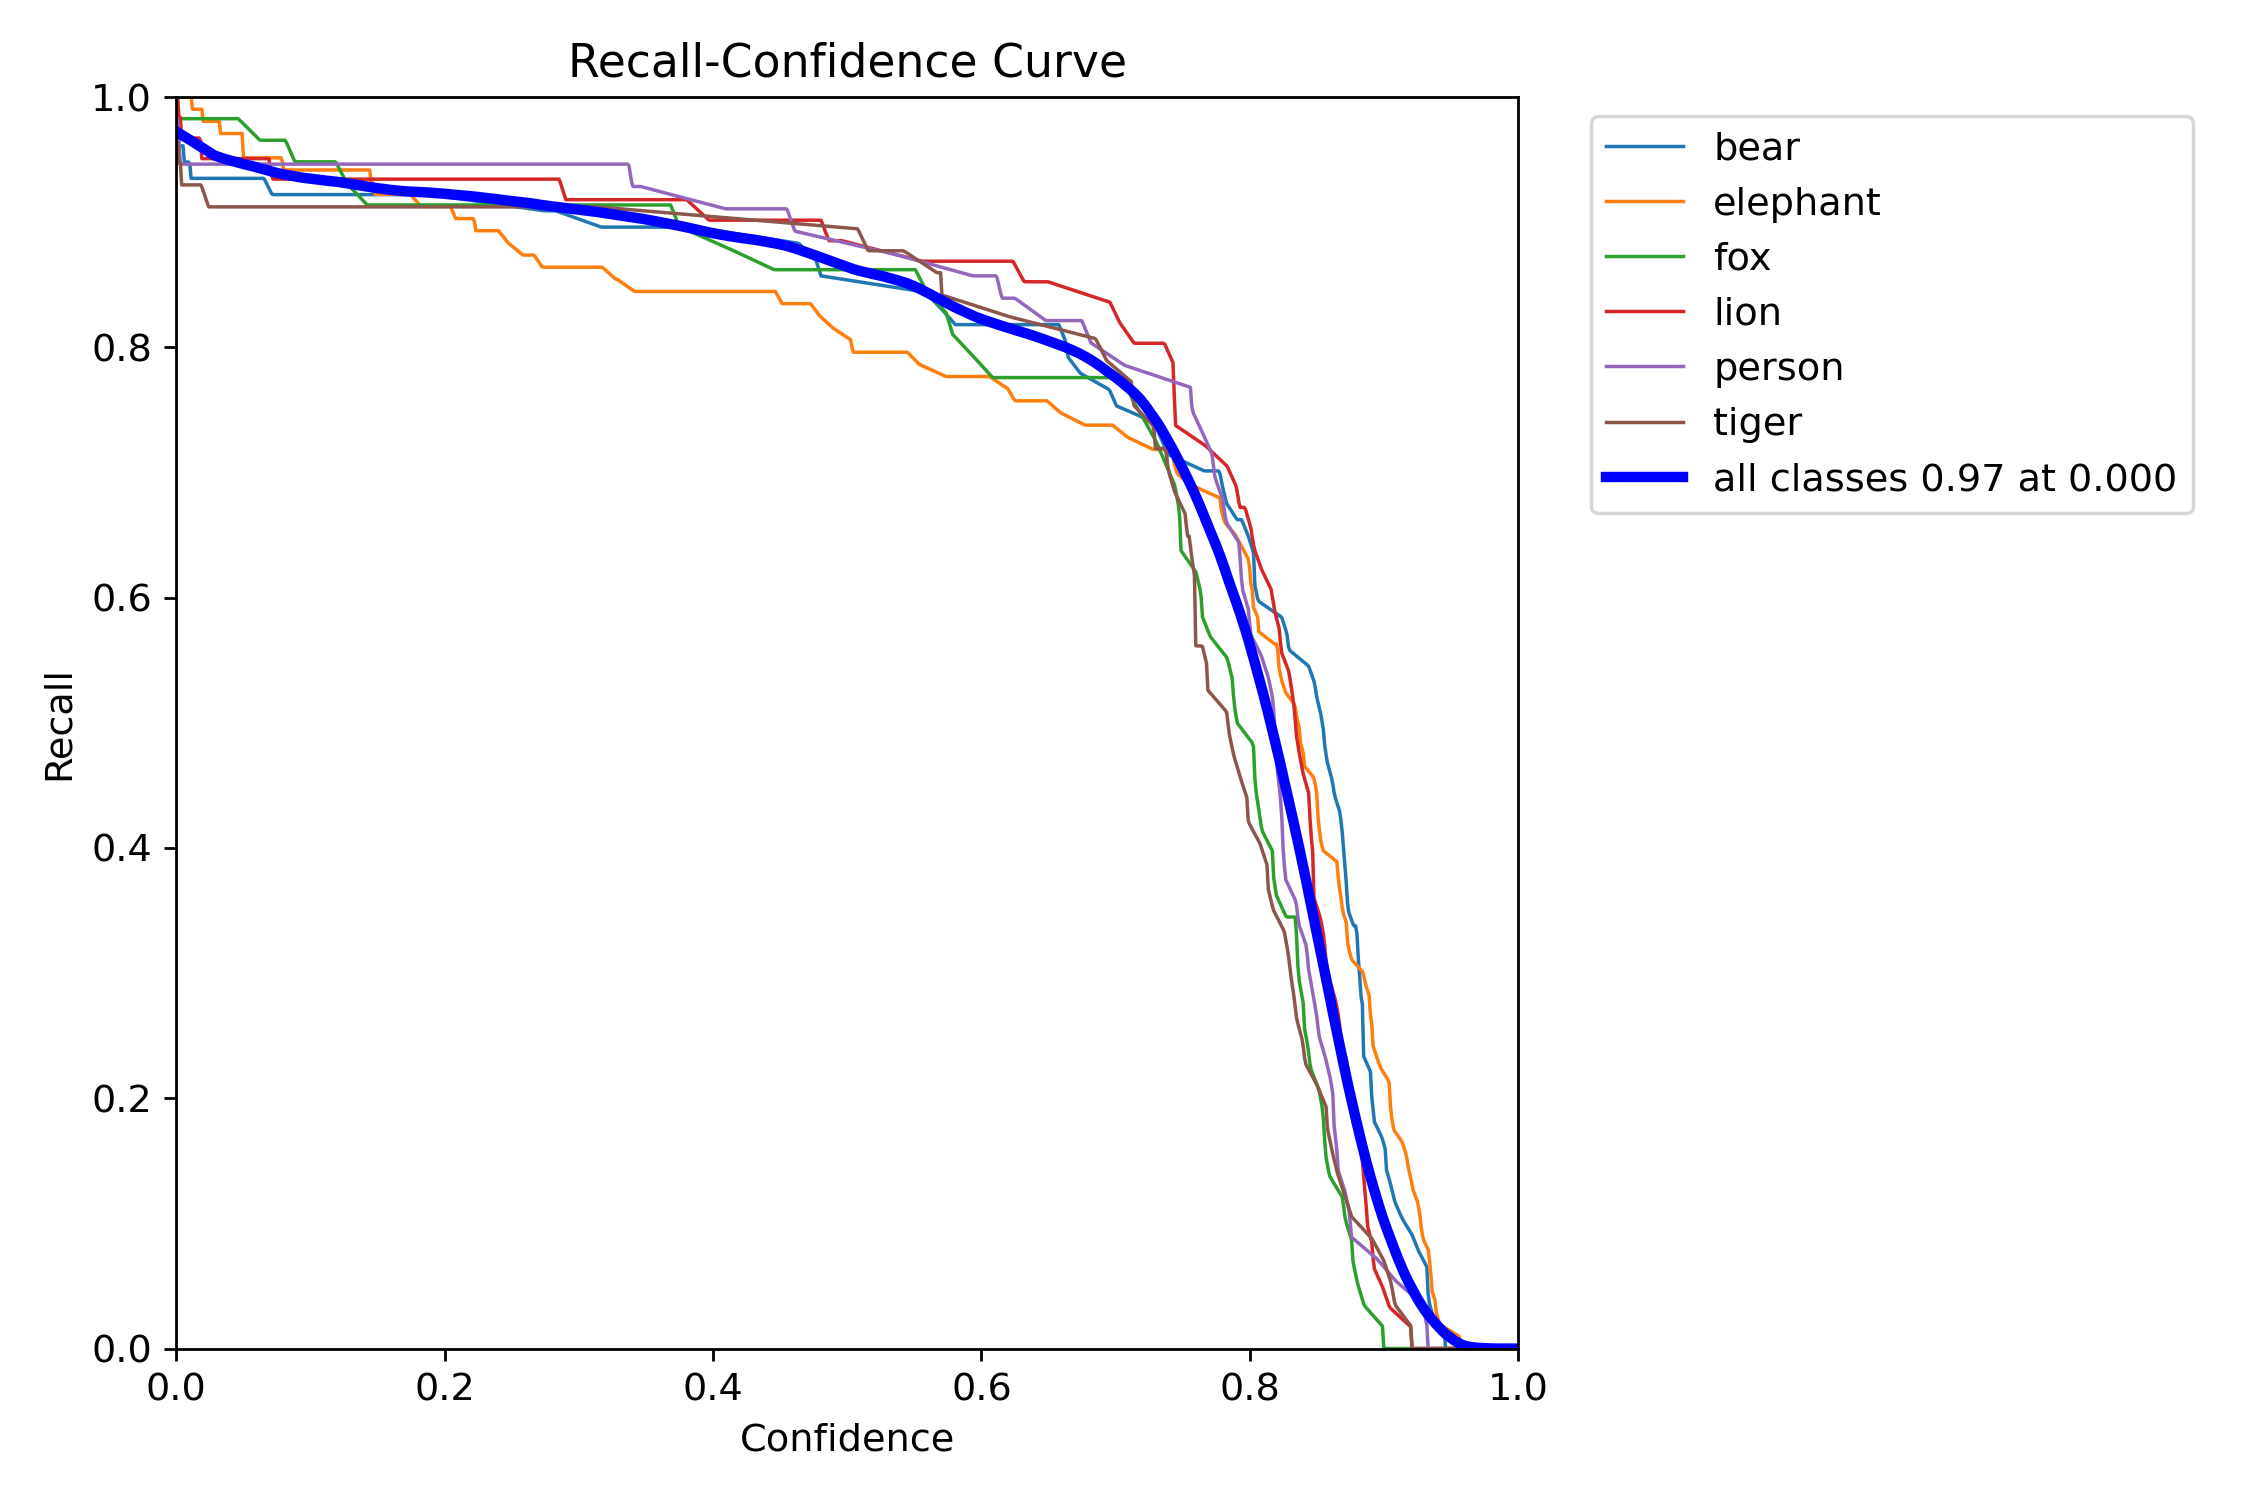 Recall-Confidence Curve
1.0
0.8
0.6
0.4
0.2
0.0
Recall
0.0 0.2 0.4 0.6 0.8 1.0
Confidence
bear
elephant
fox
lion
person
tiger
all classes 0.97 at 0.000